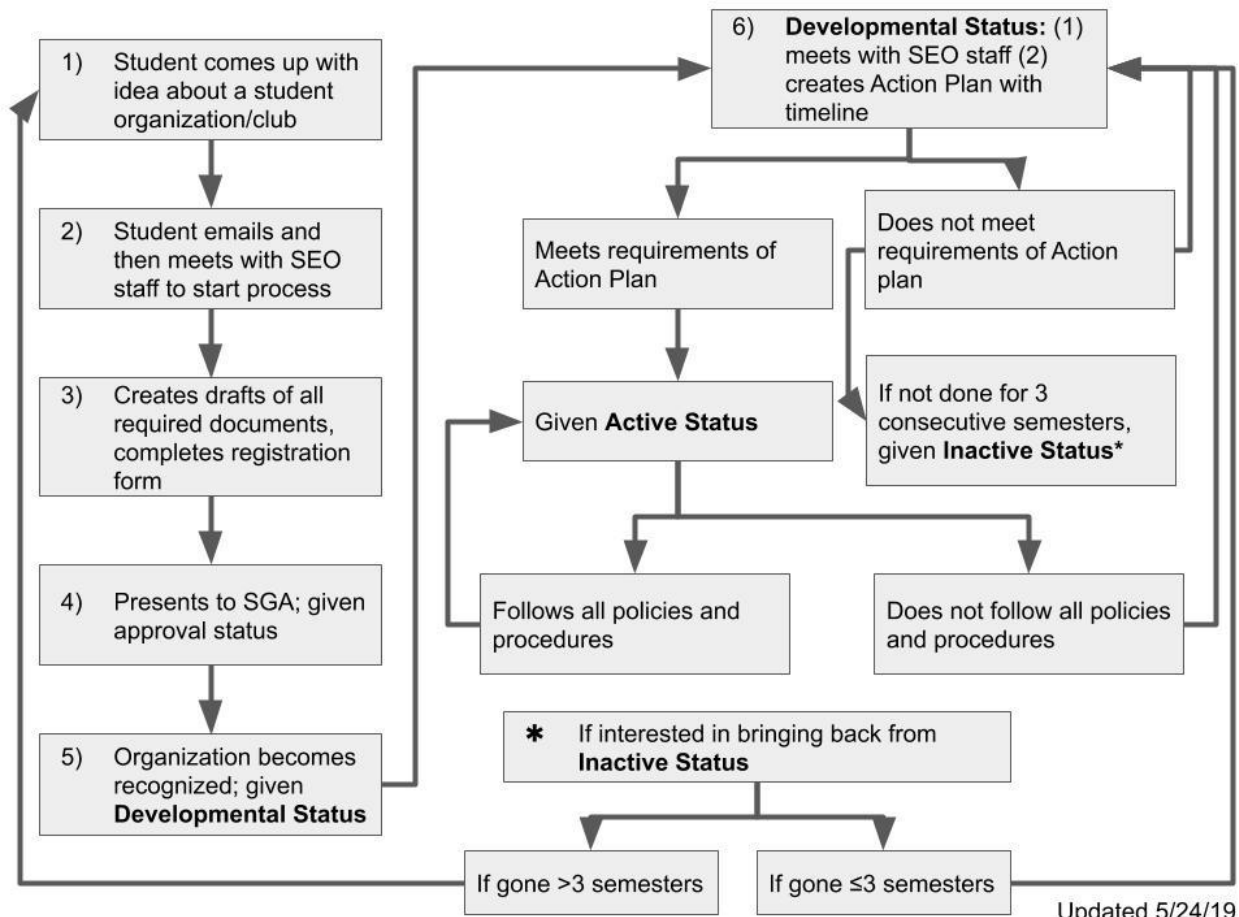 1) Student comes up with
idea about a student
organization/club
2) Student emails and
then meets with SEO
staff to start process
3) Creates drafts of all
required documents,
completes registration
form
4) Presents to SGA; given
approval status
5) Organization becomes
recognized; given
Developmental Status
6) Developmental Status: (1)
meets with SEO staff (2)
creates Action Plan with
timeline
Meets requirements of
Action Plan
Does not meet
requirements of Action
plan
Given Active Status
If not done for 3
consecutive semesters,
given Inactive Status*
Follows all policies and
procedures
Does not follow all policies
and procedures
* If interested in bringing back from
Inactive Status
If gone >3 semesters
If gone ≤3 semesters
Updated 5/24/19